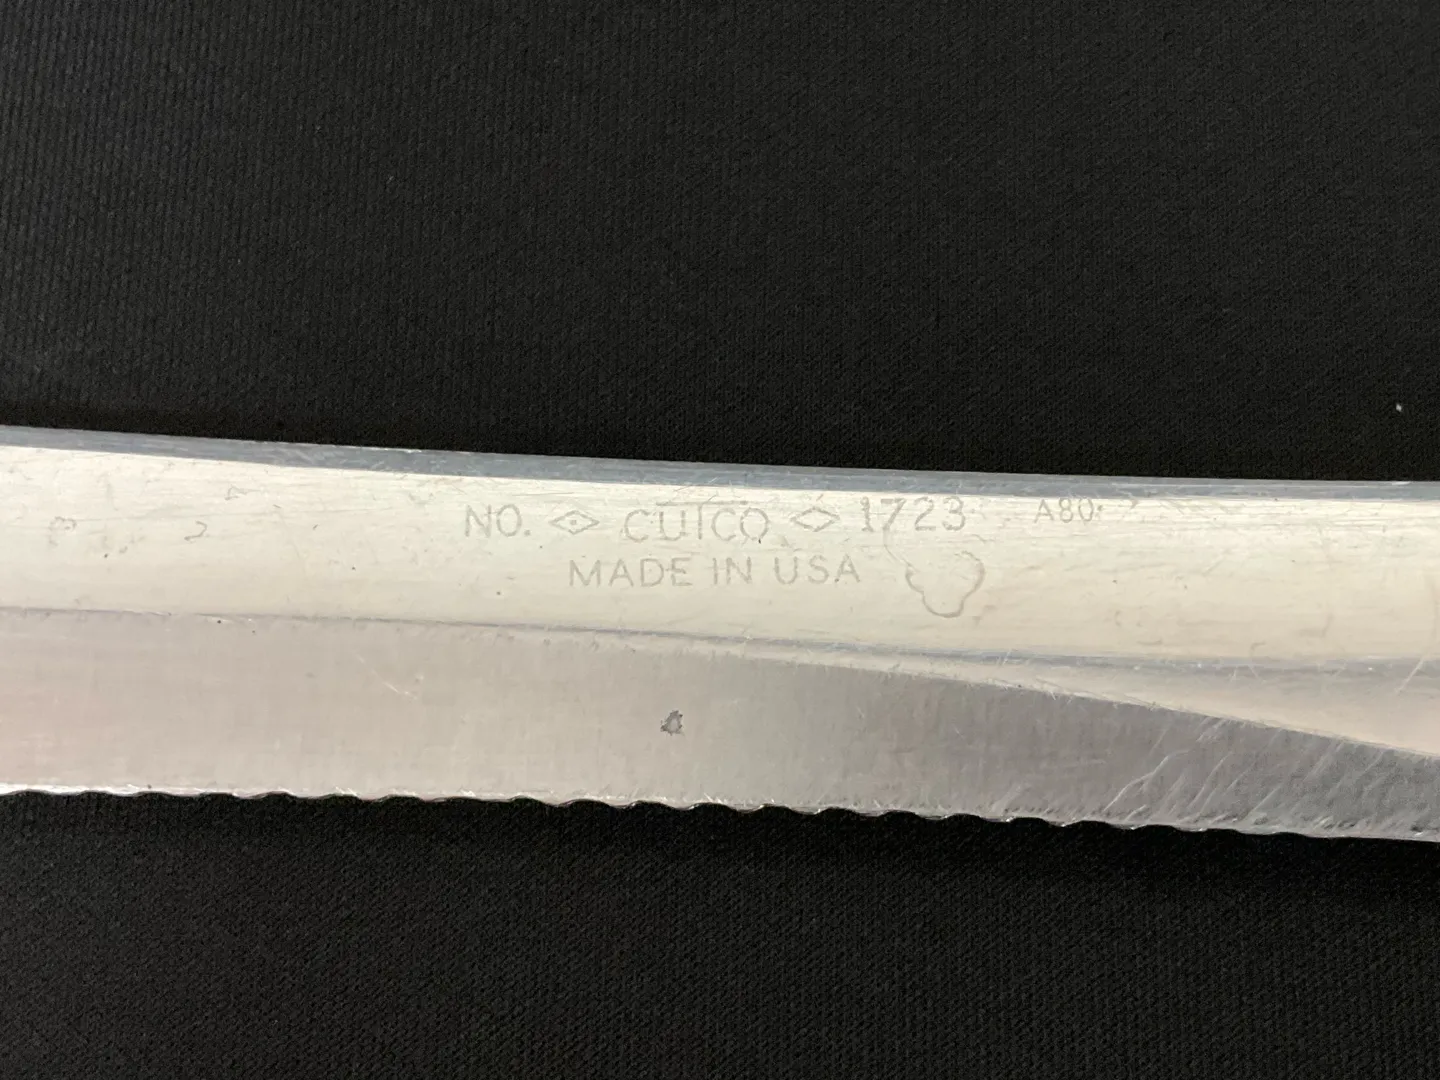 NO. CUTCO 1723 A80
MADE IN USA